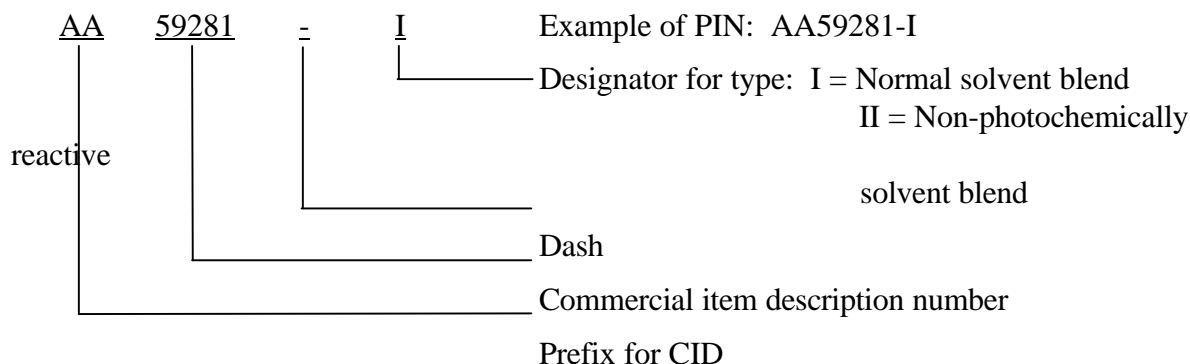 AA 59281 - I Example of PIN: AA59281-I
Designator for type: I = Normal solvent blend
II = Non-photochemically
reactive
solvent blend
Dash
Commercial item description number
Prefix for CID